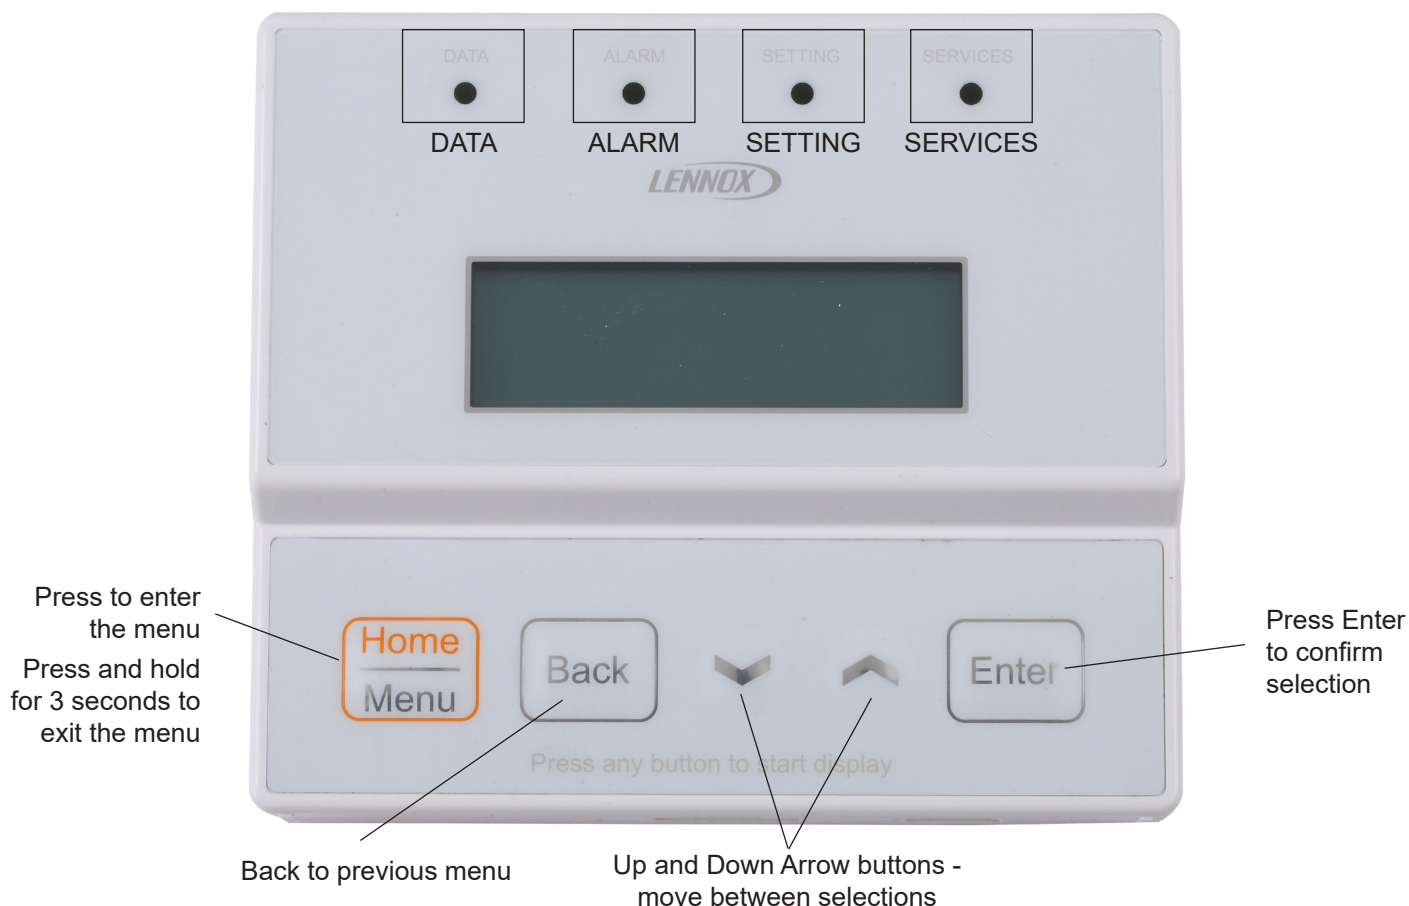 DATA ALARM SETTING SERVICES
DATA ALARM SETTING SERVICES
LENNOX
Press to enter
the menu
Press and hold
for 3 seconds to
exit the menu
Home
Menu
Back
Enter
Press Enter
to confirm
selection
Press any button to start display
Back to previous menu
Up and Down Arrow buttons -
move between selections